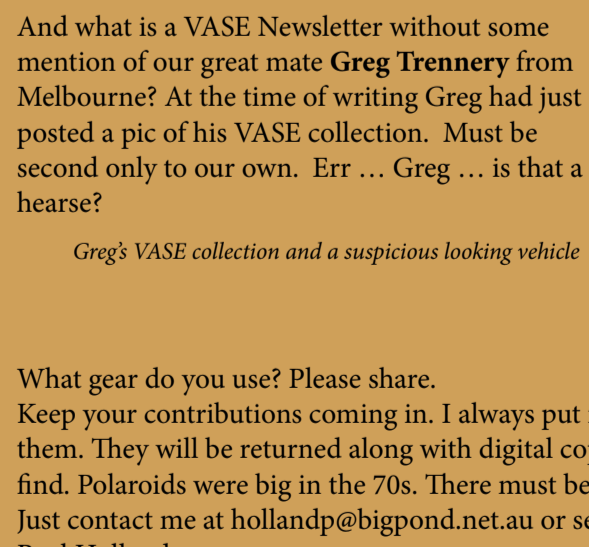 And what is a VASE Newsletter without some
mention of our great mate Greg Trennery from
Melbourne? At the time of writing Greg had just
posted a pic of his VASE collection.  Must be
second only to our own.  Err … Greg … is that a
hearse?
Greg's VASE collection and a suspicious looking vehicle
What gear do you use? Please share.
Keep your contributions coming in. I always put
them. They will be returned along with digital
find. Polaroids were big in the 70s. There must be
Just contact me at hollandp@bigpond.net.au or